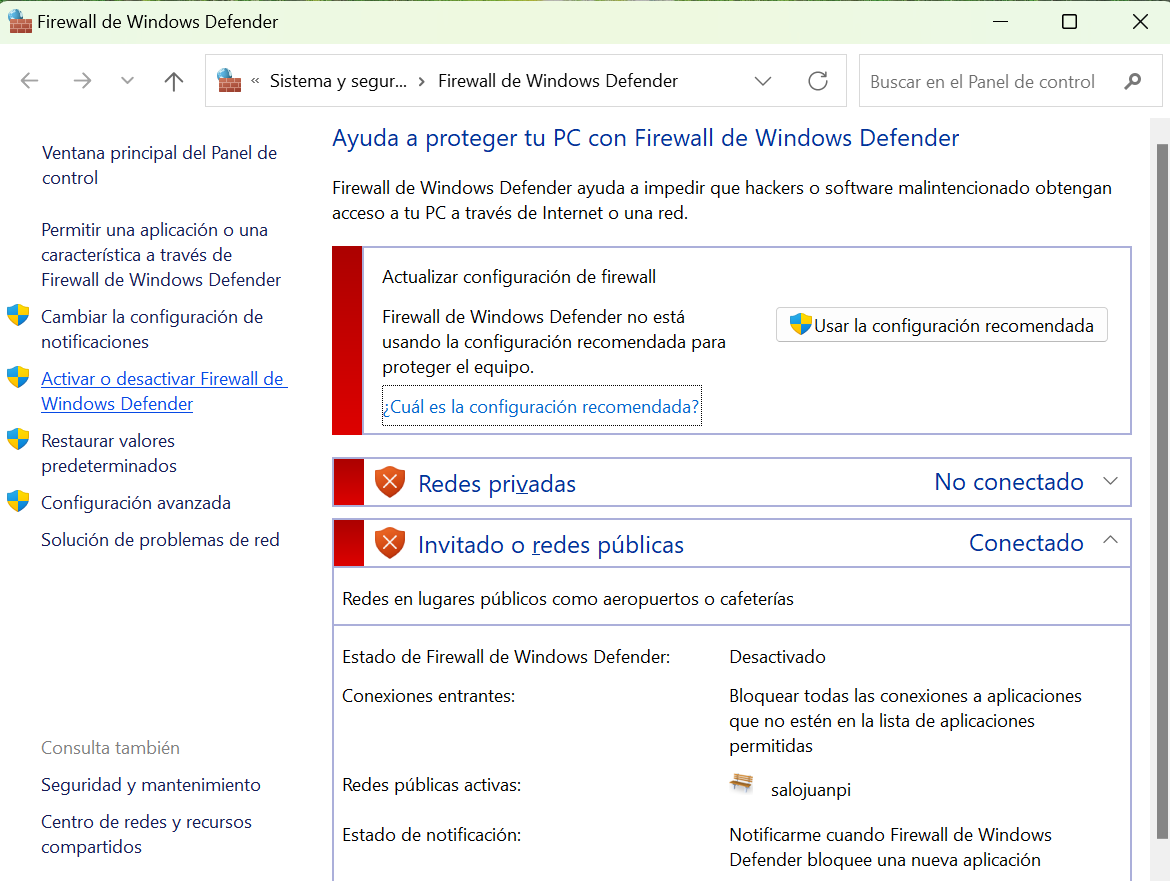 Firewall de Windows Defender
« Sistema y segur... › Firewall de Windows Defender
Buscar en el Panel de control
Ventana principal del Panel de
control
Permitir una aplicación o una
característica a través de
Firewall de Windows Defender
Cambiar la configuración de
notificaciones
Activar o desactivar Firewall de
Windows Defender
Restaurar valores
predeterminados
Configuración avanzada
Solución de problemas de red
Consulta también
Seguridad y mantenimiento
Centro de redes y recursos
compartidos
Ayuda a proteger tu PC con Firewall de Windows Defender
Firewall de Windows Defender ayuda a impedir que hackers o software malintencionado obtengan
acceso a tu PC a través de Internet o una red.
Actualizar configuración de firewall
Firewall de Windows Defender no está
usando la configuración recomendada para
proteger el equipo.
¿Cuál es la configuración recomendada?
Usar la configuración recomendada
Redes privadas No conectado
Invitado o redes públicas Conectado
Redes en lugares públicos como aeropuertos o cafeterías
Estado de Firewall de Windows Defender: Desactivado
Conexiones entrantes: Bloquear todas las conexiones a aplicaciones
que no estén en la lista de aplicaciones
permitidas
Redes públicas activas: salojuanpi
Estado de notificación: Notificarme cuando Firewall de Windows
Defender bloquee una nueva aplicación